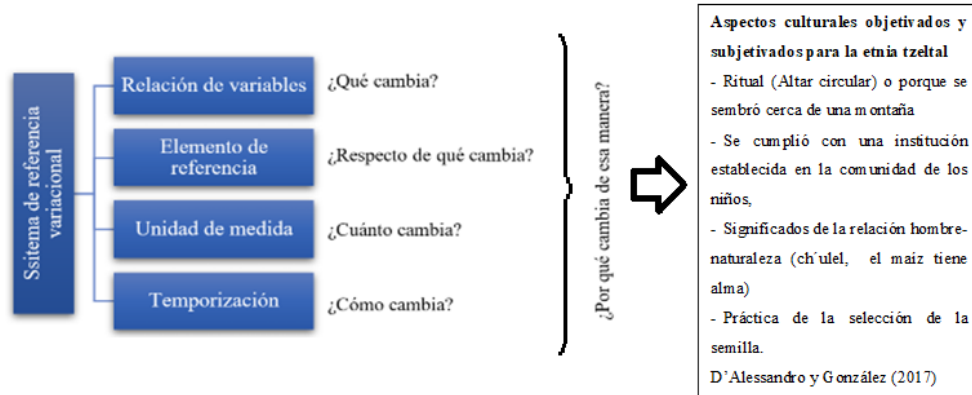 Ssitema de referencia
variacional
Relación de variables
¿Qué cambia?
Elemento de
referencia
¿Respecto de qué cambia?
Unidad de medida
¿Cuánto cambia?
Temporización
¿Cómo cambia?
¿Por qué cambia de esa manera?
Aspectos culturales objetivados y
subjetivados para la etnia tzeltal
- Ritual (Altar circular) o porque se
sembró cerca de una montaña
- Se cumplió con una institución
establecida en la comunidad de los
niños,
- Significados de la relación hombre-
naturaleza (ch´ulel, el maiz tiene
alma)
- Práctica de la selección de la
semilla.
D’Alessandro y González (2017)